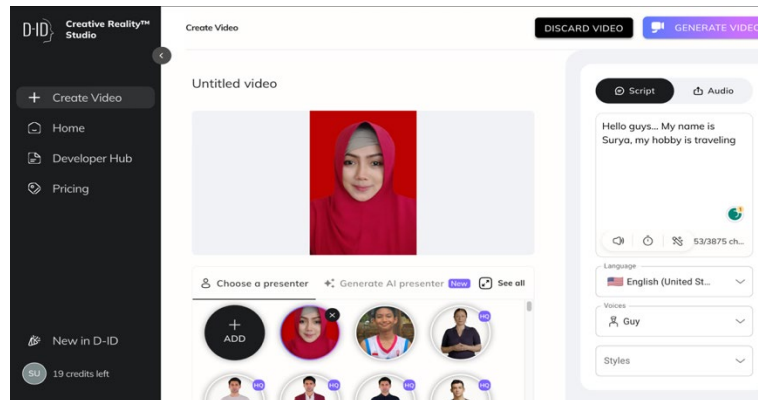 D-ID
Creative Reality™
Studio
Create Video
Home
Developer Hub
Pricing
New in D-ID
SU
19 credits left
Create Video
DISCARD VIDEO
GENERATE VIDEO
Untitled video
Choose a presenter
Generate AI presenter
New
See all
+
ADD
HQ
HQ
HQ
HQ
HQ
Script
Audio
Hello guys... My name is
Surya, my hobby is traveling
53/3875 ch...
Language
English (United St...
Voices
Guy
Styles